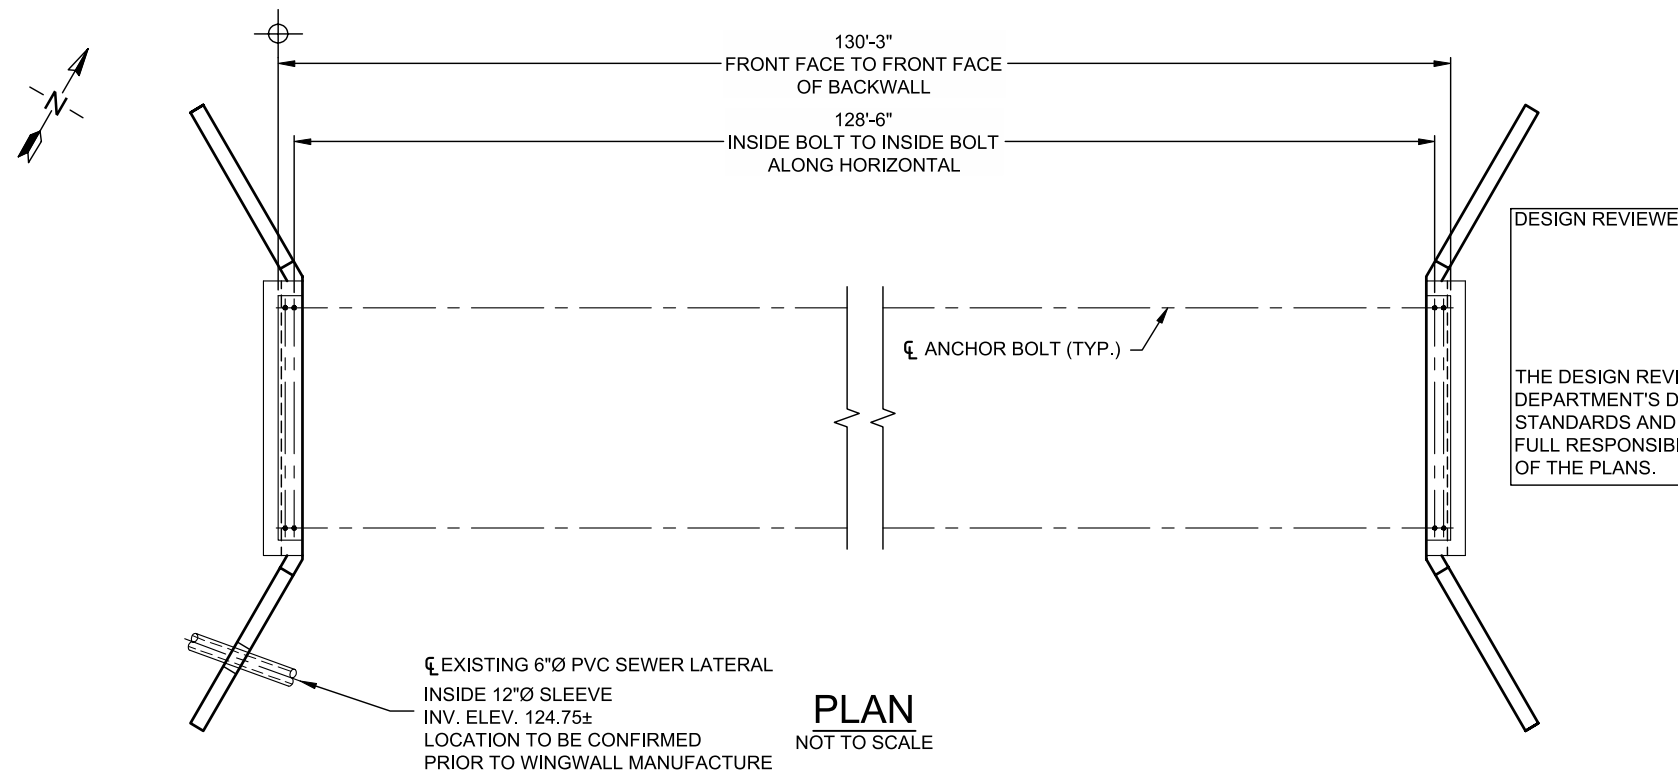 130'-3"
FRONT FACE TO FRONT FACE
OF BACKWALL
N
128'-6"
INSIDE BOLT TO INSIDE BOLT
ALONG HORIZONTAL
DESIGN REVIEWE
℄ ANCHOR BOLT (TYP.)
THE DESIGN REVI
DEPARTMENT'S D
STANDARDS AND
FULL RESPONSIB
OF THE PLANS.
℄ EXISTING 6"Ø PVC SEWER LATERAL
INSIDE 12"Ø SLEEVE
INV. ELEV. 124.75±
LOCATION TO BE CONFIRMED
PRIOR TO WINGWALL MANUFACTURE
PLAN
NOT TO SCALE